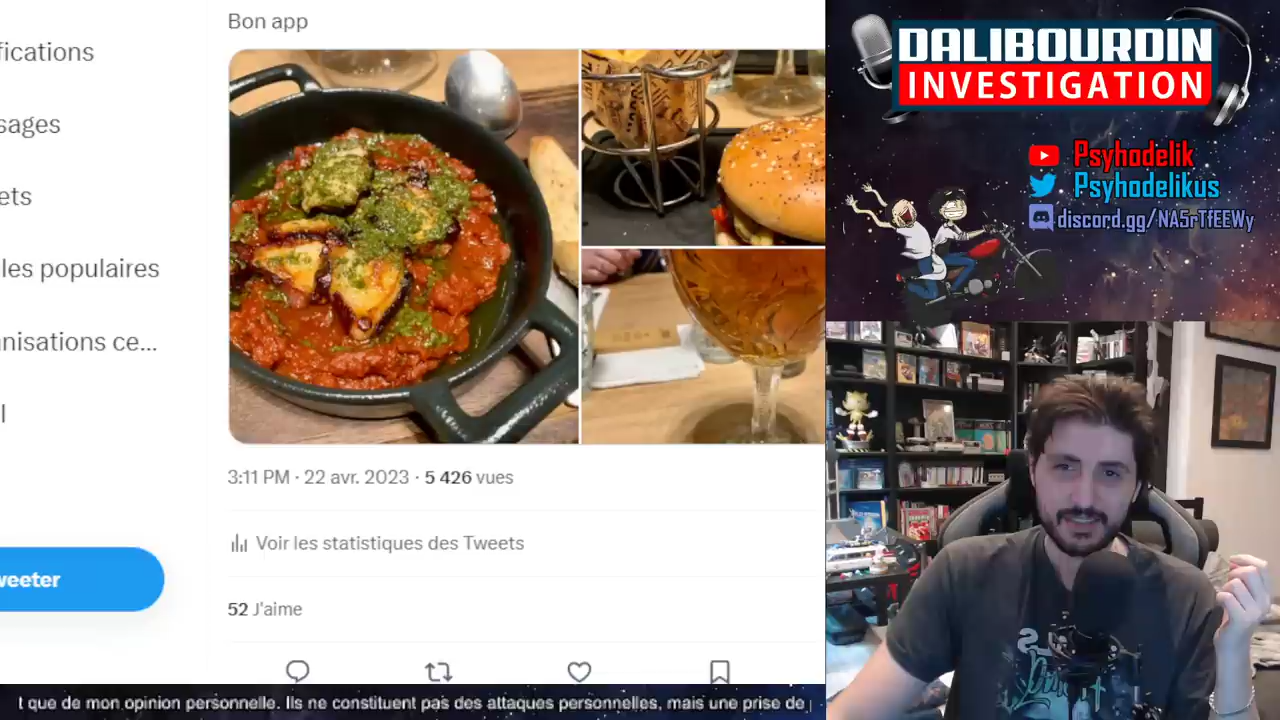 Bon app
fications
sages
ets
les populaires
nisations ce...
l
weeter
3:11 PM · 22 avr. 2023 · 5 426 vues
Voir les statistiques des Tweets
52 J'aime
t que de mon opinion personnelle. Ils ne constituent pas des attaques personnelles, mais une prise de
DALIBOURDIN
INVESTIGATION
Psyhodelik
Psyhodelikus
discord.gg/NA5rTfEEWy